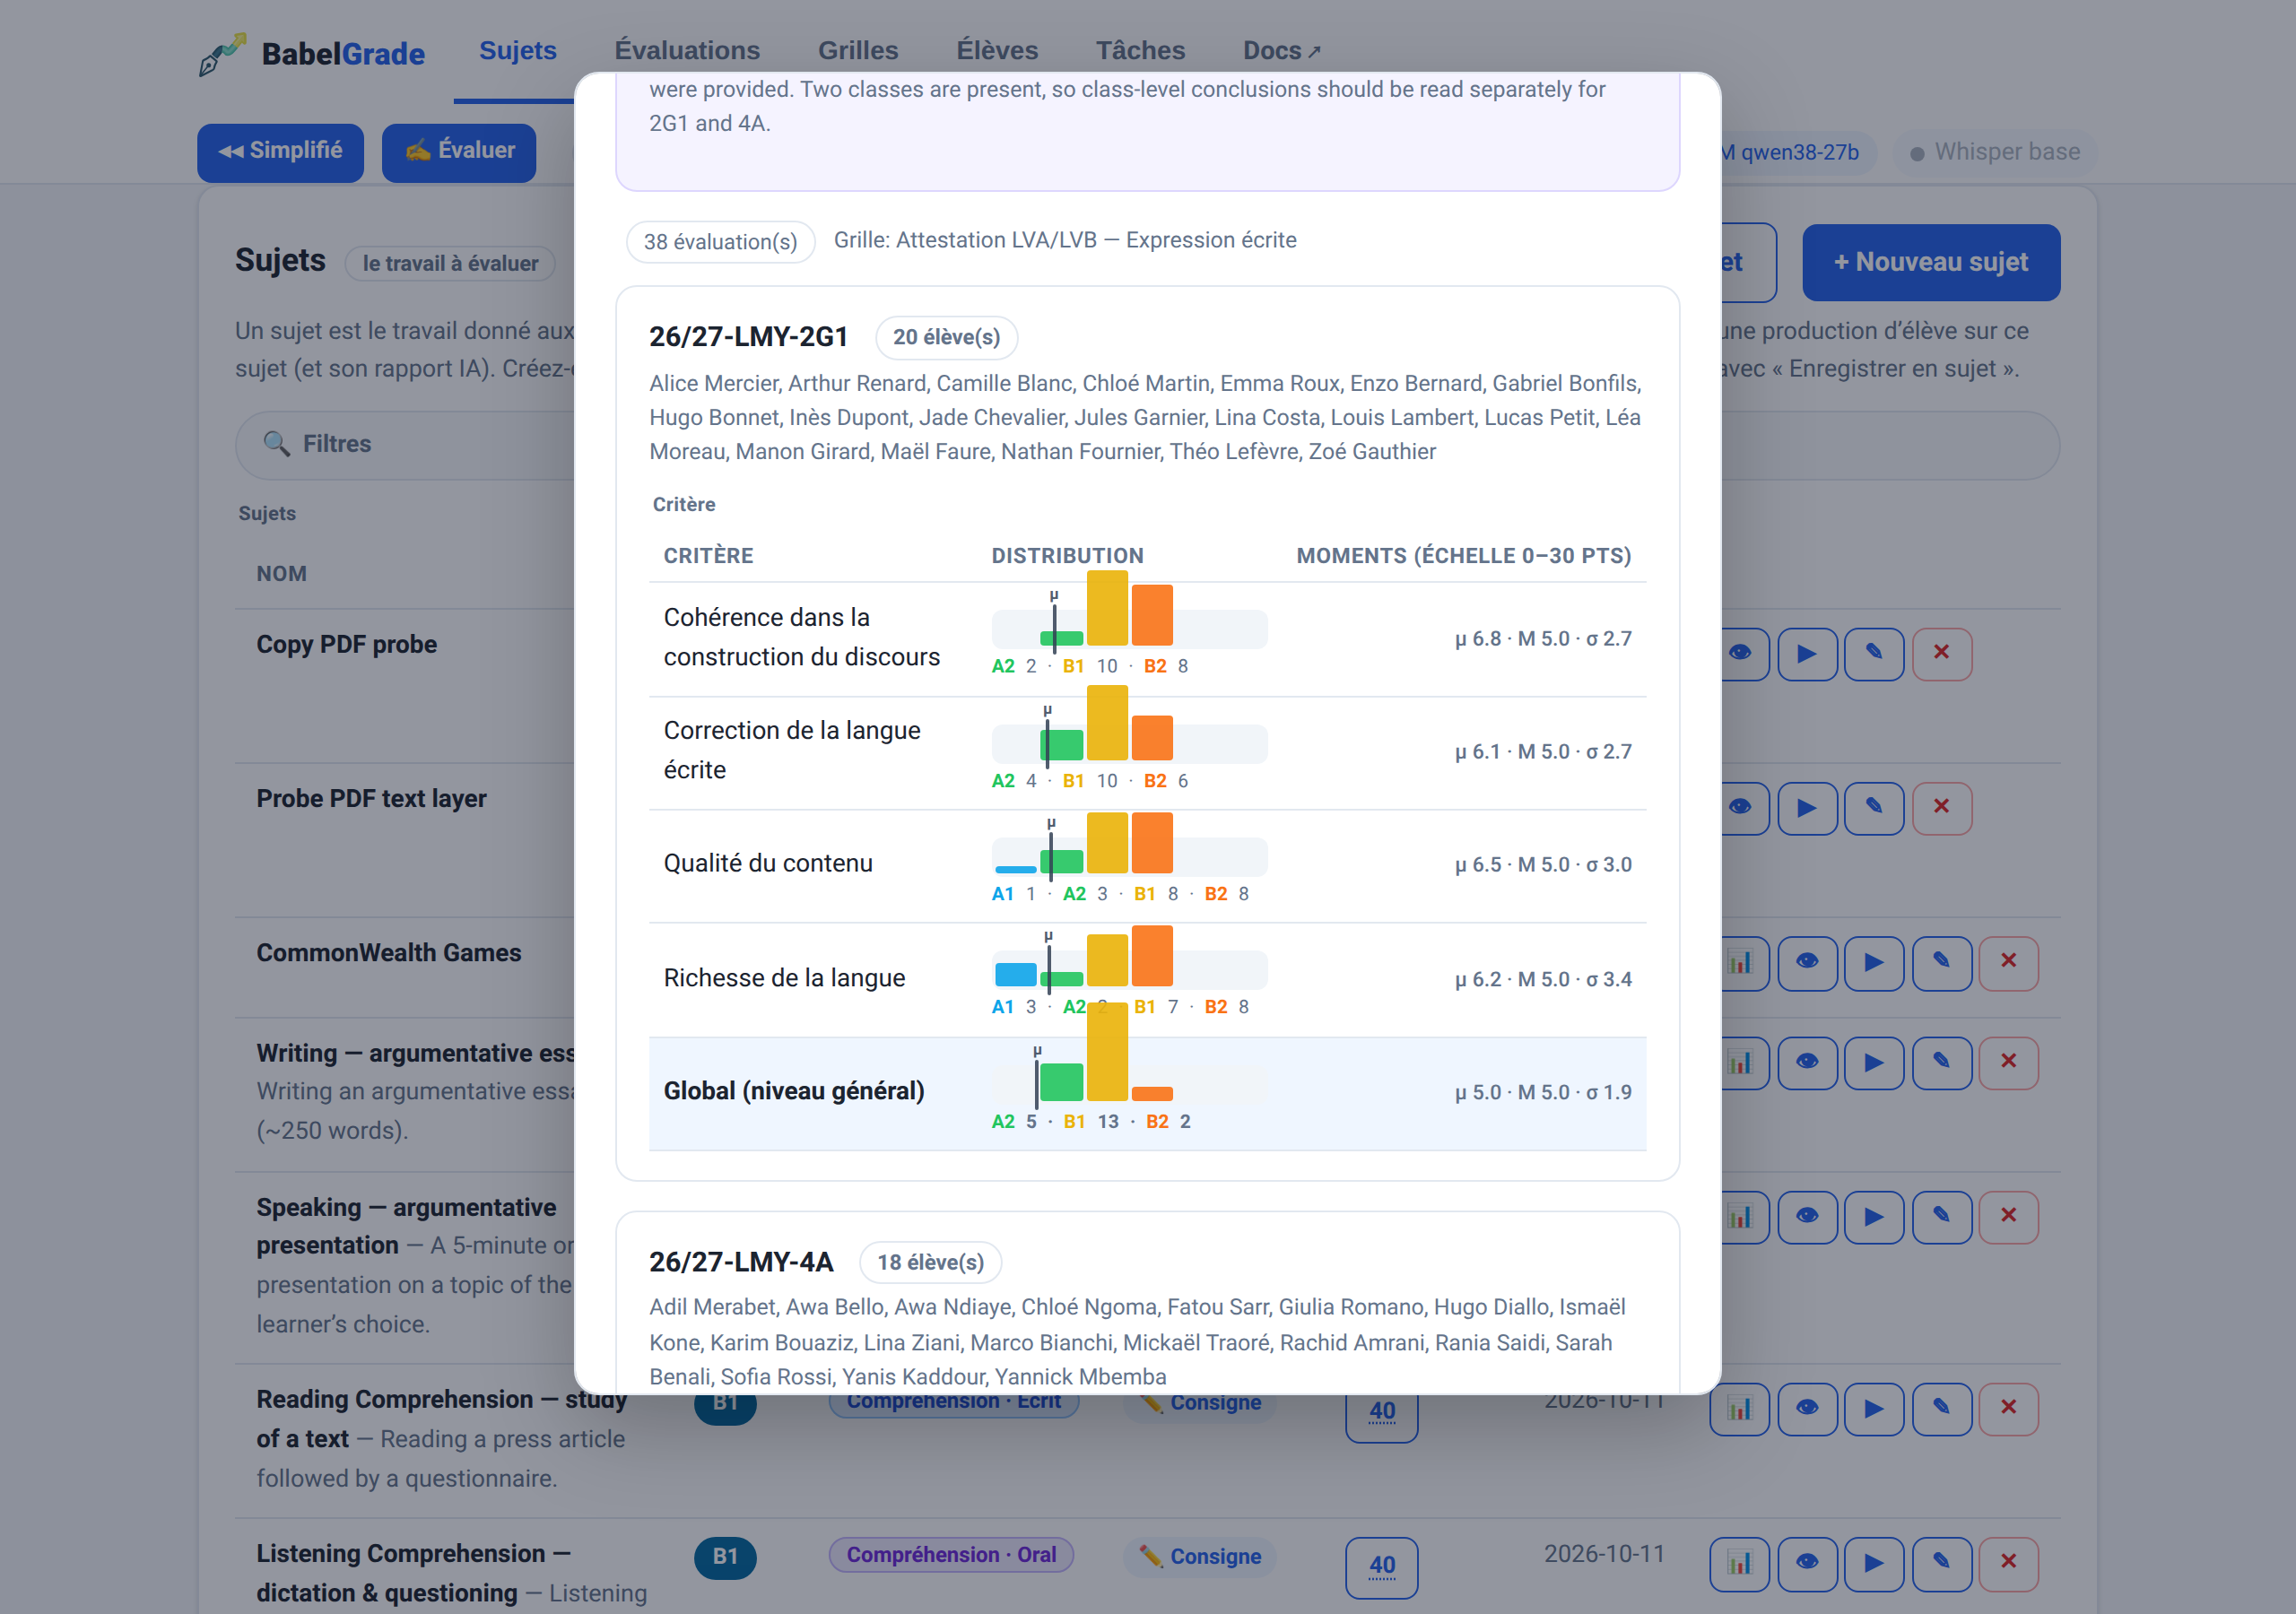 BabelGrade
Sujets
Évaluations
Grilles
Élèves
Tâches
Docs ↗
◀◀ Simplifié
✍ Évaluer
qwen38-27b
Whisper base
Sujets
le travail à évaluer
+ Nouveau sujet
Un sujet est le travail donné aux
une production d'élève sur ce
sujet (et son rapport IA). Créez-
avec « Enregistrer en sujet ».
🔍 Filtres
Sujets
NOM
Copy PDF probe
Probe PDF text layer
CommonWealth Games
Writing — argumentative ess
Writing an argumentative essa
(~250 words).
Speaking — argumentative
presentation — A 5-minute or
presentation on a topic of the
learner's choice.
Reading Comprehension — study
of a text — Reading a press article
followed by a questionnaire.
B1
Compréhension · Écrit
✏️ Consigne
40
2026-10-11
Listening Comprehension —
dictation & questioning — Listening
B1
Compréhension · Oral
✏️ Consigne
40
2026-10-11
were provided. Two classes are present, so class-level conclusions should be read separately for
2G1 and 4A.
38 évaluation(s)
Grille: Attestation LVA/LVB — Expression écrite
26/27-LMY-2G1
20 élève(s)
Alice Mercier, Arthur Renard, Camille Blanc, Chloé Martin, Emma Roux, Enzo Bernard, Gabriel Bonfils,
Hugo Bonnet, Inès Dupont, Jade Chevalier, Jules Garnier, Lina Costa, Louis Lambert, Lucas Petit, Léa
Moreau, Manon Girard, Maël Faure, Nathan Fournier, Théo Lefèvre, Zoé Gauthier
Critère
CRITÈRE
DISTRIBUTION
MOMENTS (ÉCHELLE 0–30 PTS)
Cohérence dans la
construction du discours
µ
A2 2 · B1 10 · B2 8
µ 6.8 · M 5.0 · σ 2.7
Correction de la langue
écrite
µ
A2 4 · B1 10 · B2 6
µ 6.1 · M 5.0 · σ 2.7
Qualité du contenu
µ
A1 1 · A2 3 · B1 8 · B2 8
µ 6.5 · M 5.0 · σ 3.0
Richesse de la langue
µ
A1 3 · A2 2 B1 7 · B2 8
µ 6.2 · M 5.0 · σ 3.4
Global (niveau général)
µ
A2 5 · B1 13 · B2 2
µ 5.0 · M 5.0 · σ 1.9
26/27-LMY-4A
18 élève(s)
Adil Merabet, Awa Bello, Awa Ndiaye, Chloé Ngoma, Fatou Sarr, Giulia Romano, Hugo Diallo, Ismaël
Kone, Karim Bouaziz, Lina Ziani, Marco Bianchi, Mickaël Traoré, Rachid Amrani, Rania Saidi, Sarah
Benali, Sofia Rossi, Yanis Kaddour, Yannick Mbemba